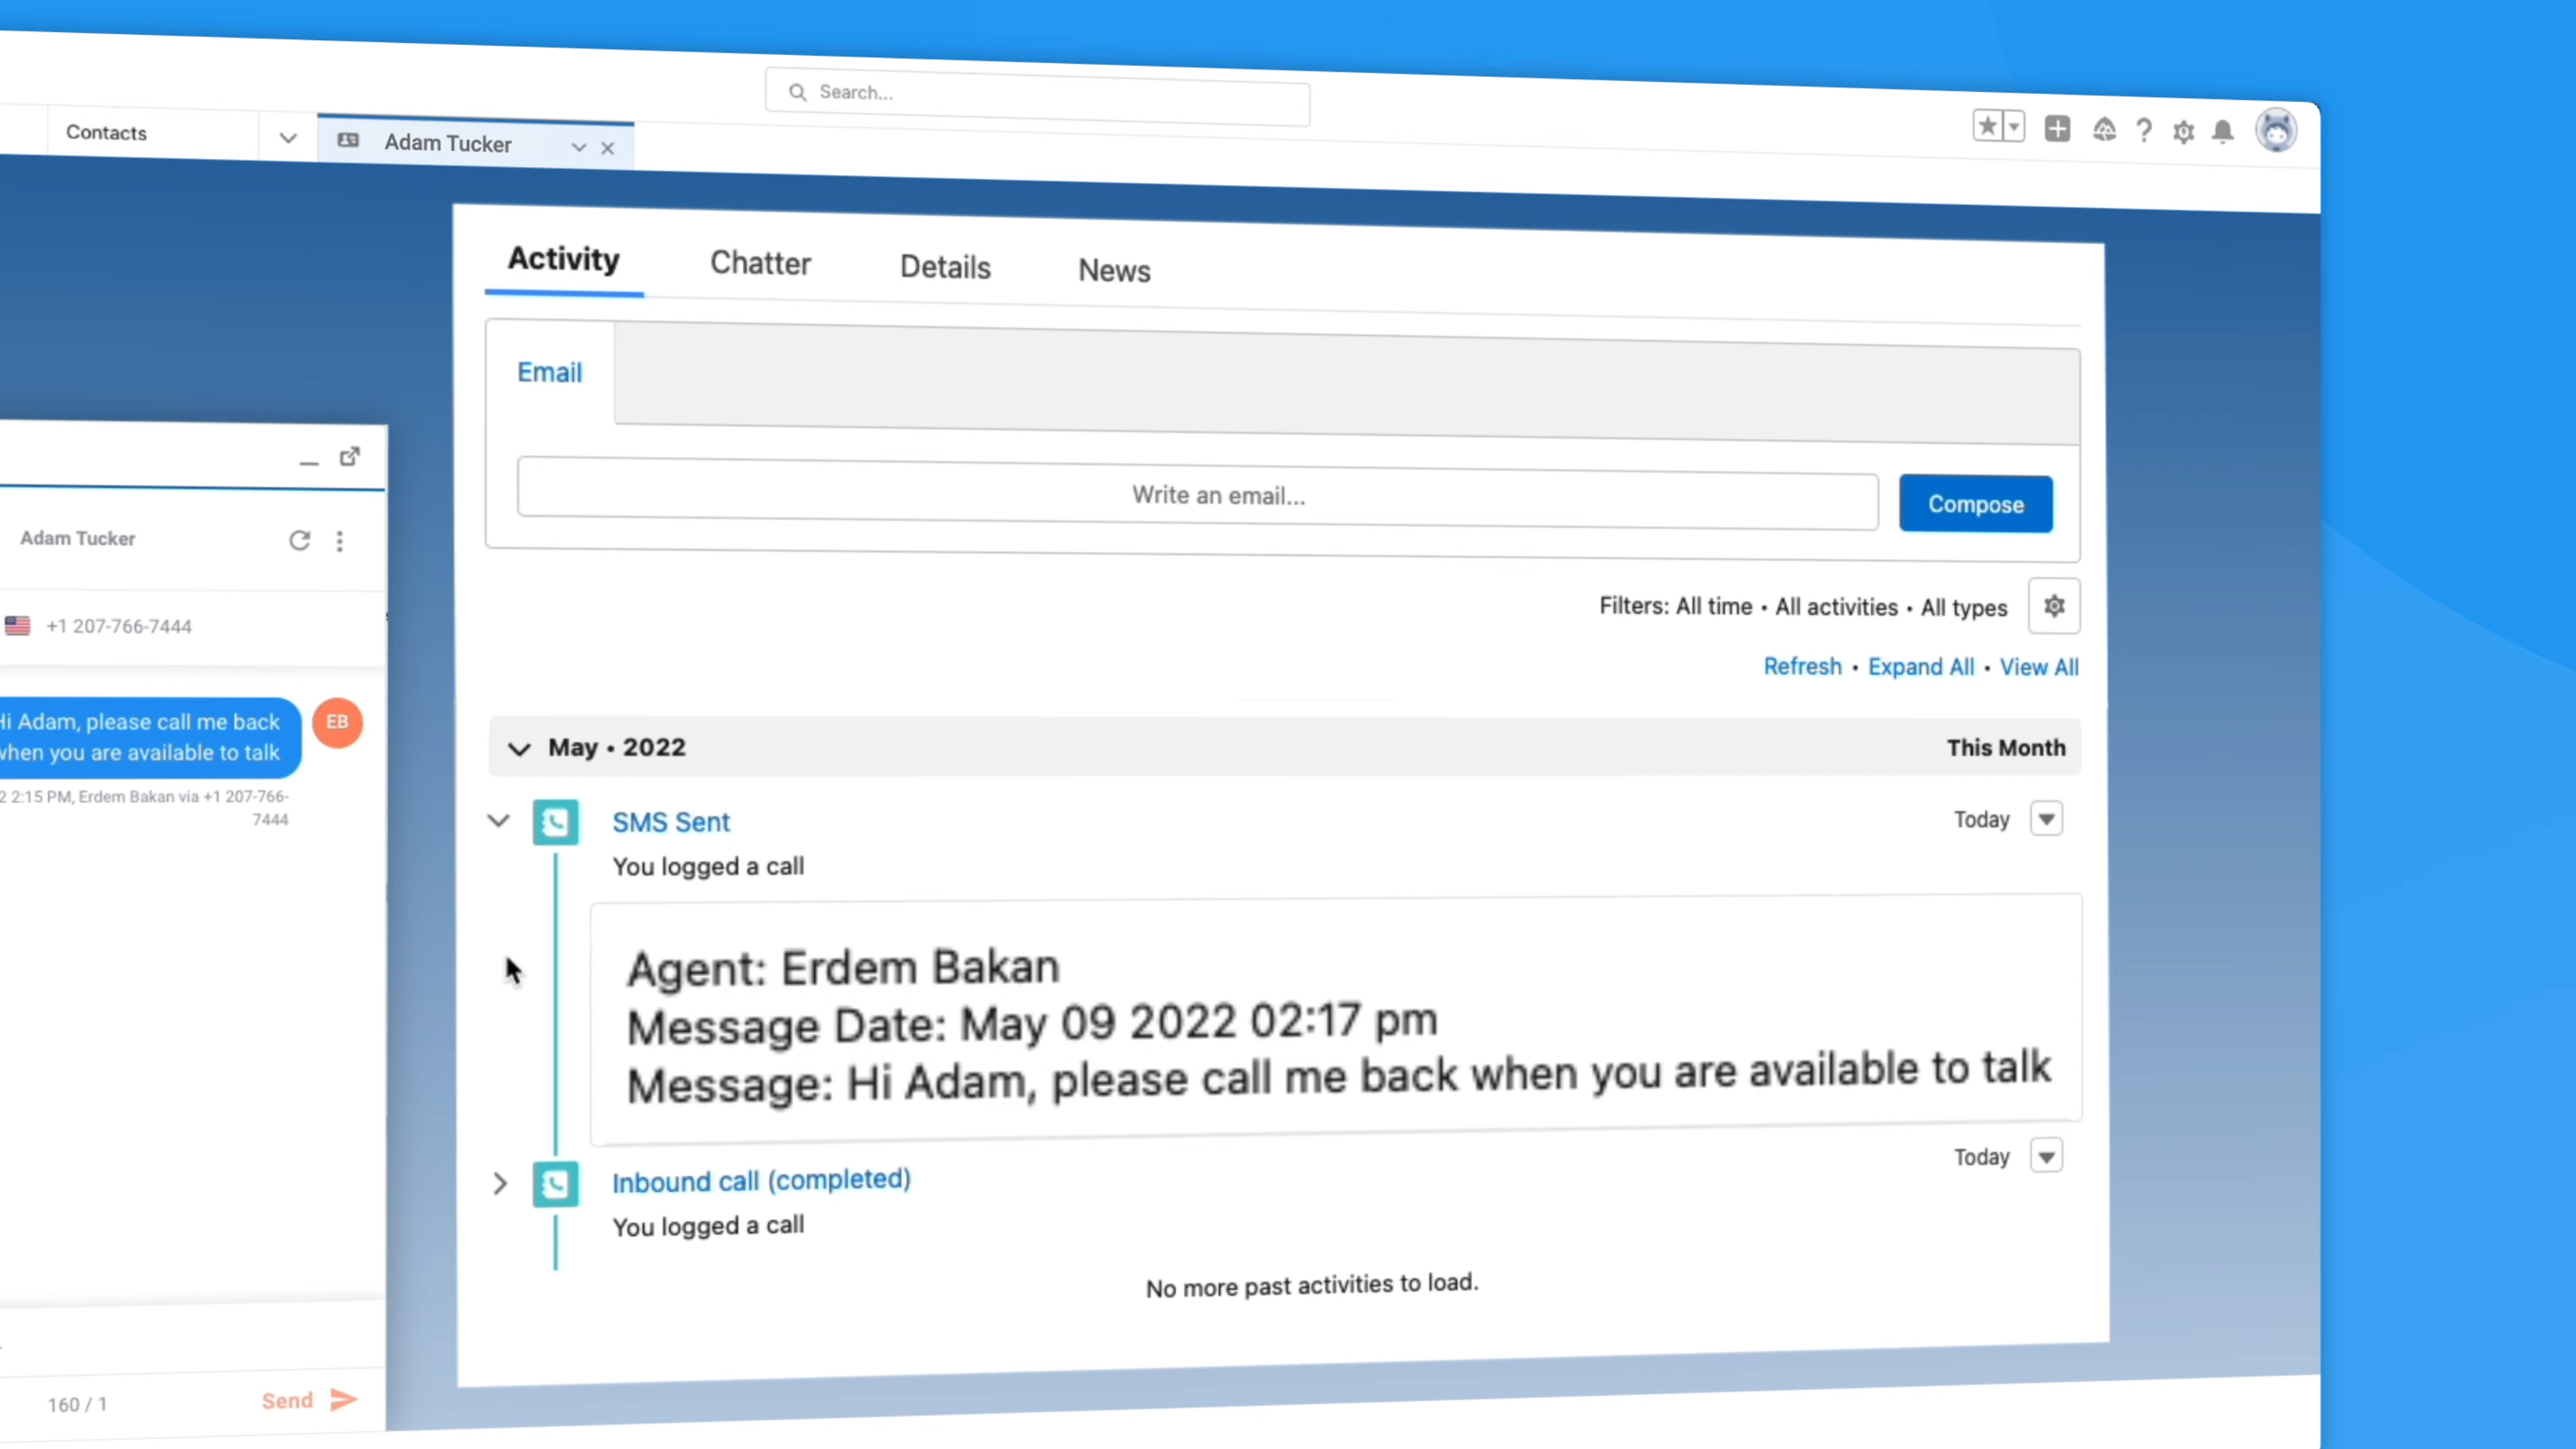 Search...
Contacts
Adam Tucker
Activity
Chatter
Details
News
Email
Write an email...
Compose
Filters: All time • All activities • All types
Refresh • Expand All • View All
May • 2022
This Month
SMS Sent
Today
You logged a call
Agent: Erdem Bakan
Message Date: May 09 2022 02:17 pm
Message: Hi Adam, please call me back when you are available to talk
Inbound call (completed)
Today
You logged a call
No more past activities to load.
Adam Tucker
+1 207-766-7444
Hi Adam, please call me back
when you are available to talk
EB
2 2:15 PM, Erdem Bakan via +1 207-766-
7444
160 / 1
Send